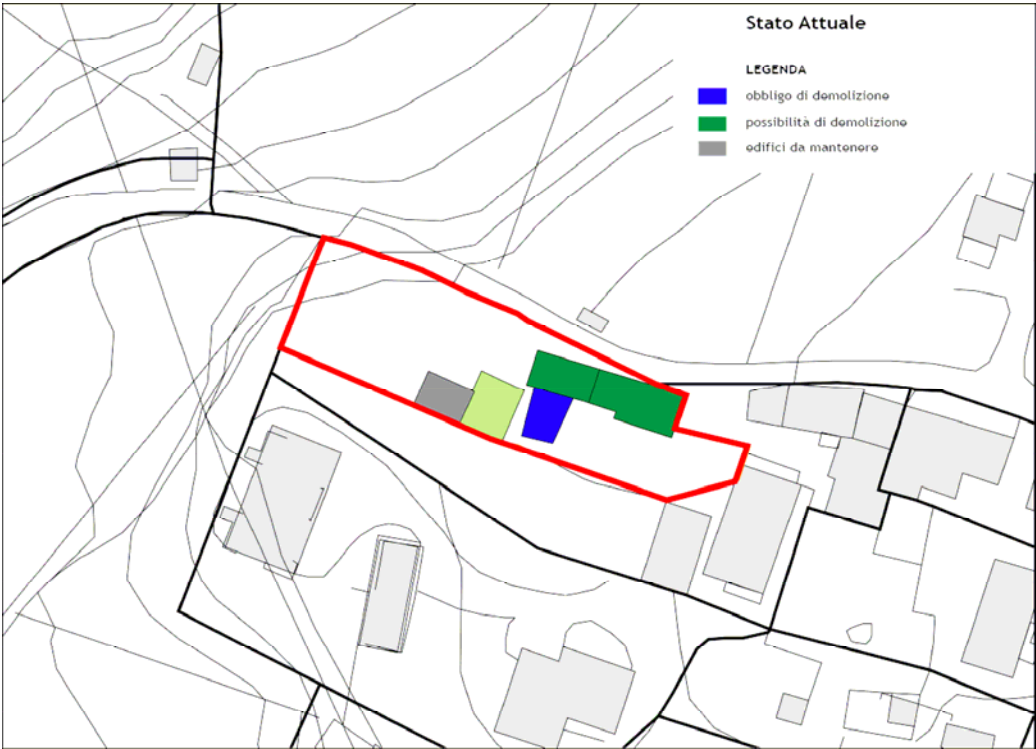 Stato Attuale
LEGENDA
obbligo di demolizione
possibilità di demolizione
edifici da mantenere